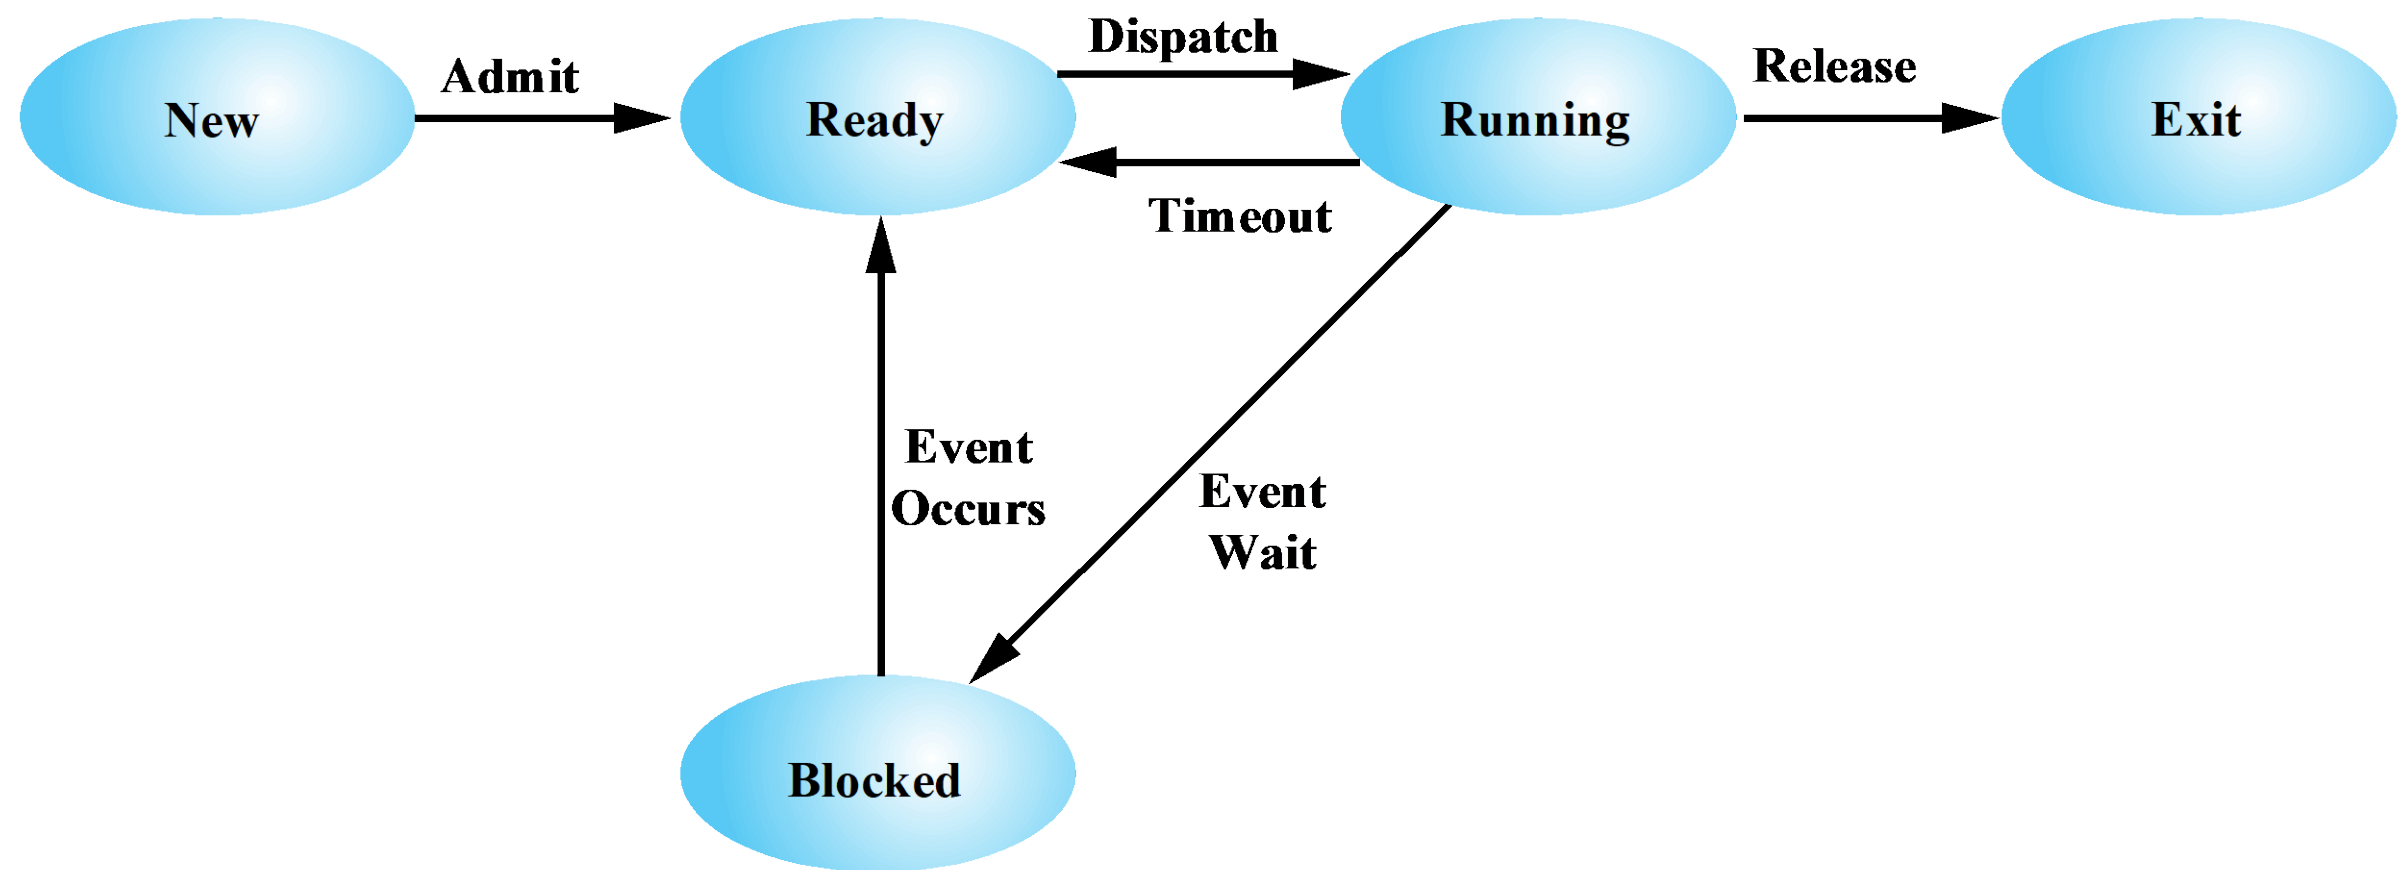 Dispatch
Release
Admit
New
Ready
Running
Exit
Timeout
Event
Occurs
Event
Wait
Blocked